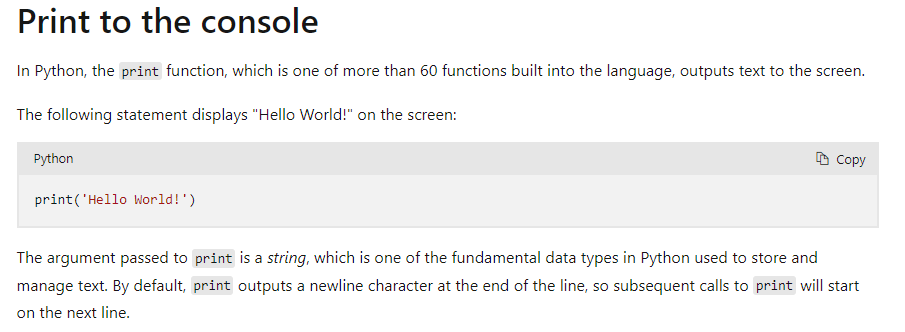 Print to the console
In Python, the print function, which is one of more than 60 functions built into the language, outputs text to the screen.
The following statement displays "Hello World!" on the screen:
Python
Copy
print('Hello World!')
The argument passed to print is a string, which is one of the fundamental data types in Python used to store and
manage text. By default, print outputs a newline character at the end of the line, so subsequent calls to print will start
on the next line.